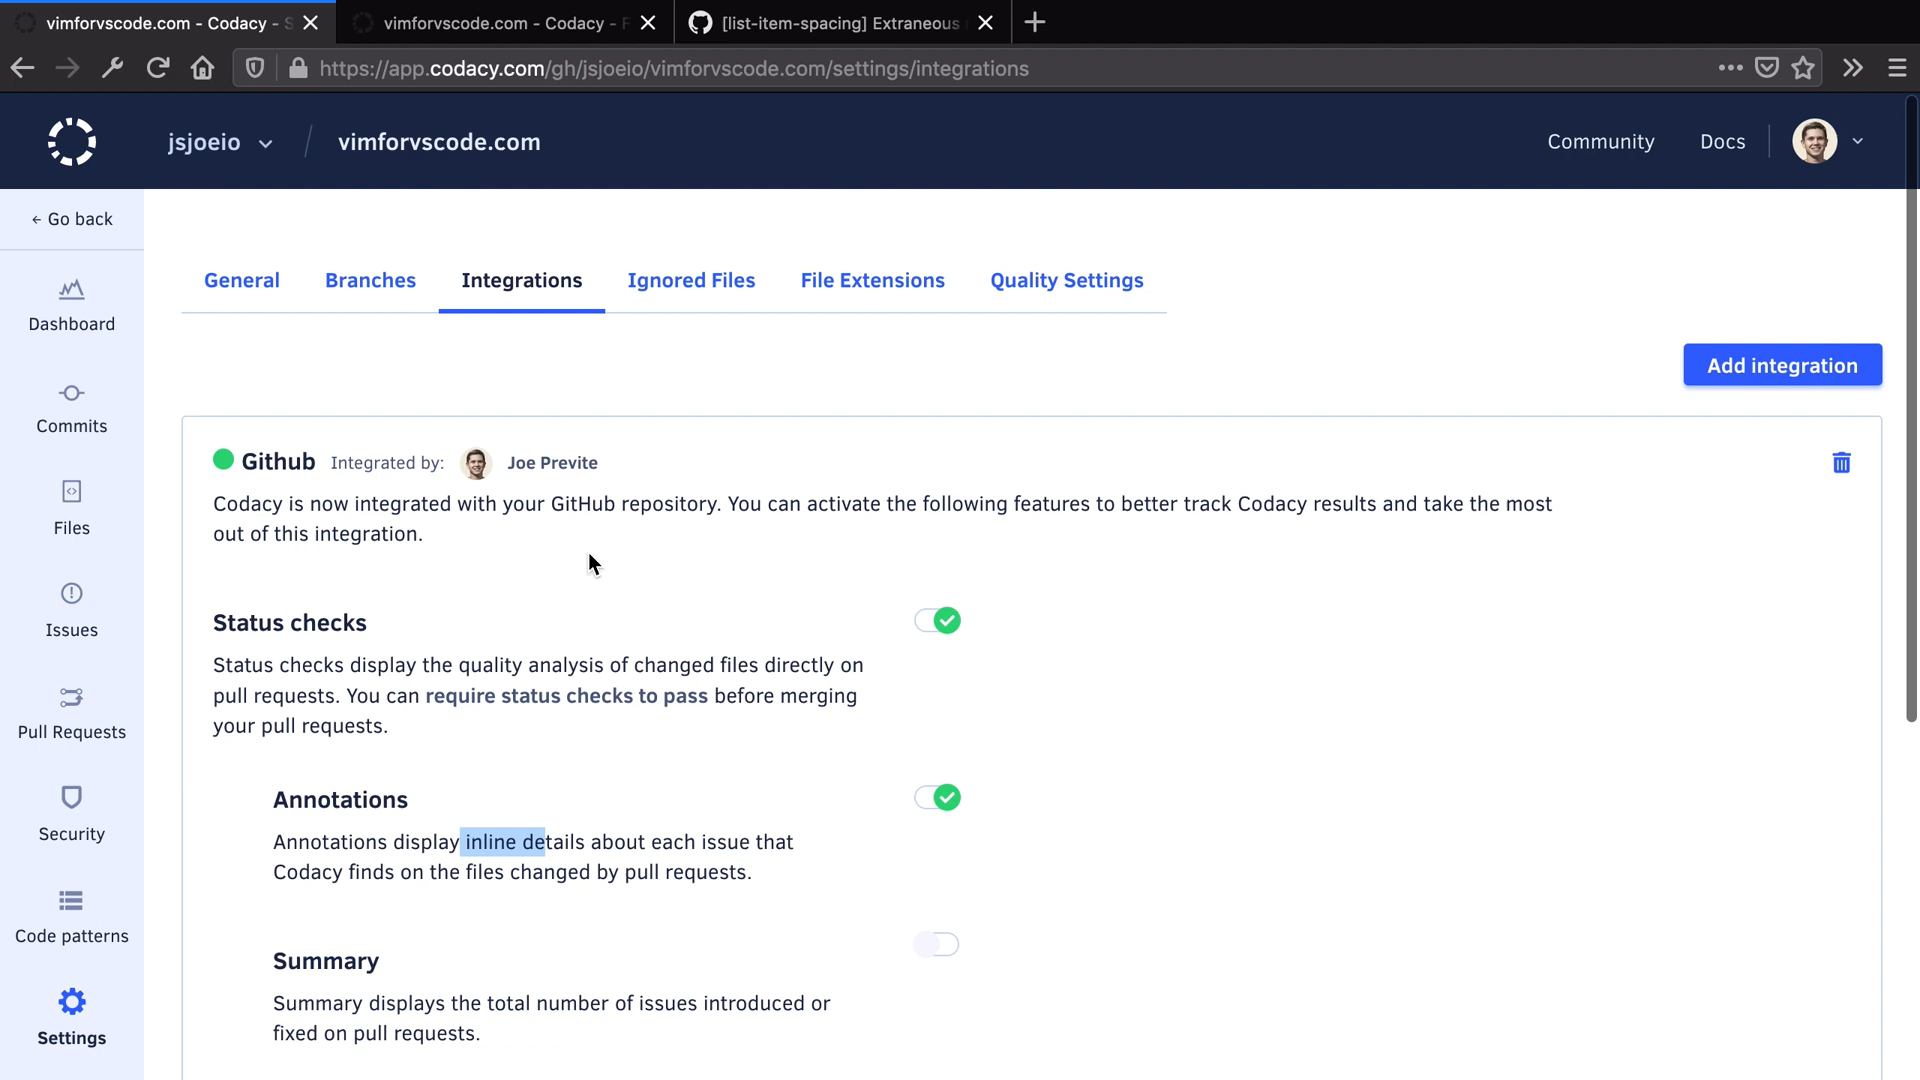 vimforvscode.com - Codacy - S
vimforvscode.com - Codacy - F
[list-item-spacing] Extraneous
https://app.codacy.com/gh/jsjoeio/vimforvscode.com/settings/integrations
jsjoeio / vimforvscode.com
Community
Docs
← Go back
Dashboard
Commits
Files
Issues
Pull Requests
Security
Code patterns
Settings
General
Branches
Integrations
Ignored Files
File Extensions
Quality Settings
Add integration
Github Integrated by: Joe Previte
Codacy is now integrated with your GitHub repository. You can activate the following features to better track Codacy results and take the most
out of this integration.
Status checks
Status checks display the quality analysis of changed files directly on
pull requests. You can require status checks to pass before merging
your pull requests.
Annotations
Annotations display inline details about each issue that
Codacy finds on the files changed by pull requests.
Summary
Summary displays the total number of issues introduced or
fixed on pull requests.